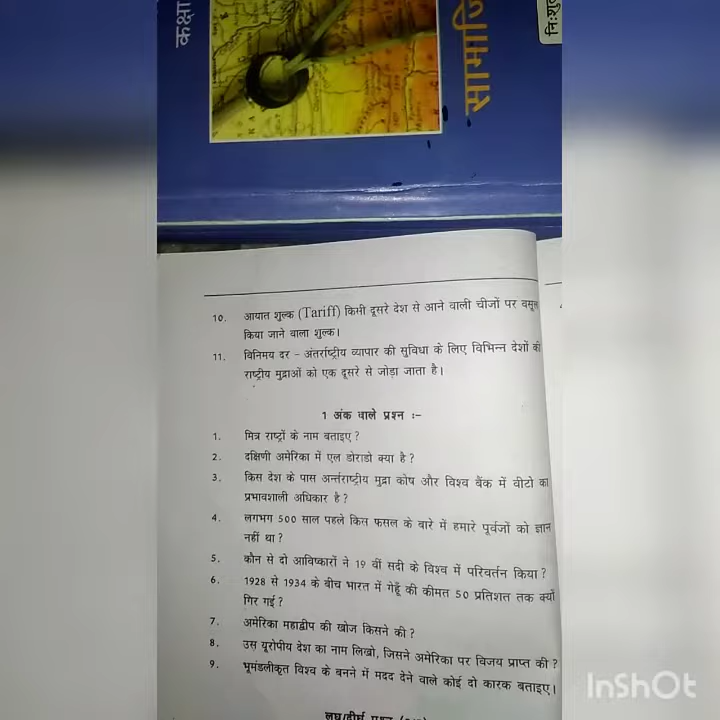 कक्षा
सामाजि
निःशुल
10. आयात शुल्क (Tariff) किसी दूसरे देश से आने वाली चीजों पर वसूल
किया जाने वाला शुल्क।
11. विनिमय दर – अंतर्राष्ट्रीय व्यापार की सुविधा के लिए विभिन्न देशों की
राष्ट्रीय मुद्राओं को एक दूसरे से जोड़ा जाता है।
1 अंक वाले प्रश्न :–
1. मित्र राष्ट्रों के नाम बताइए ?
2. दक्षिणी अमेरिका में एल डोराडो क्या है ?
3. किस देश के पास अर्न्तराष्ट्रीय मुद्रा कोष और विश्व बैंक में वीटो का
प्रभावशाली अधिकार है ?
4. लगभग 500 साल पहले किस फसल के बारे में हमारे पूर्वजों को ज्ञान
नहीं था ?
5. कौन से दो आविष्कारों ने 19 वीं सदी के विश्व में परिवर्तन किया ?
6. 1928 से 1934 के बीच भारत में गेहूँ की कीमत 50 प्रतिशत तक क्यों
गिर गई ?
7. अमेरिका महाद्वीप की खोज किसने की ?
8. उस यूरोपीय देश का नाम लिखो, जिसने अमेरिका पर विजय प्राप्त की ?
9. भूमंडलीकृत विश्व के बनने में मदद देने वाले कोई दो कारक बताइए।
लघु/दीर्घ प्रश्न
InShOt